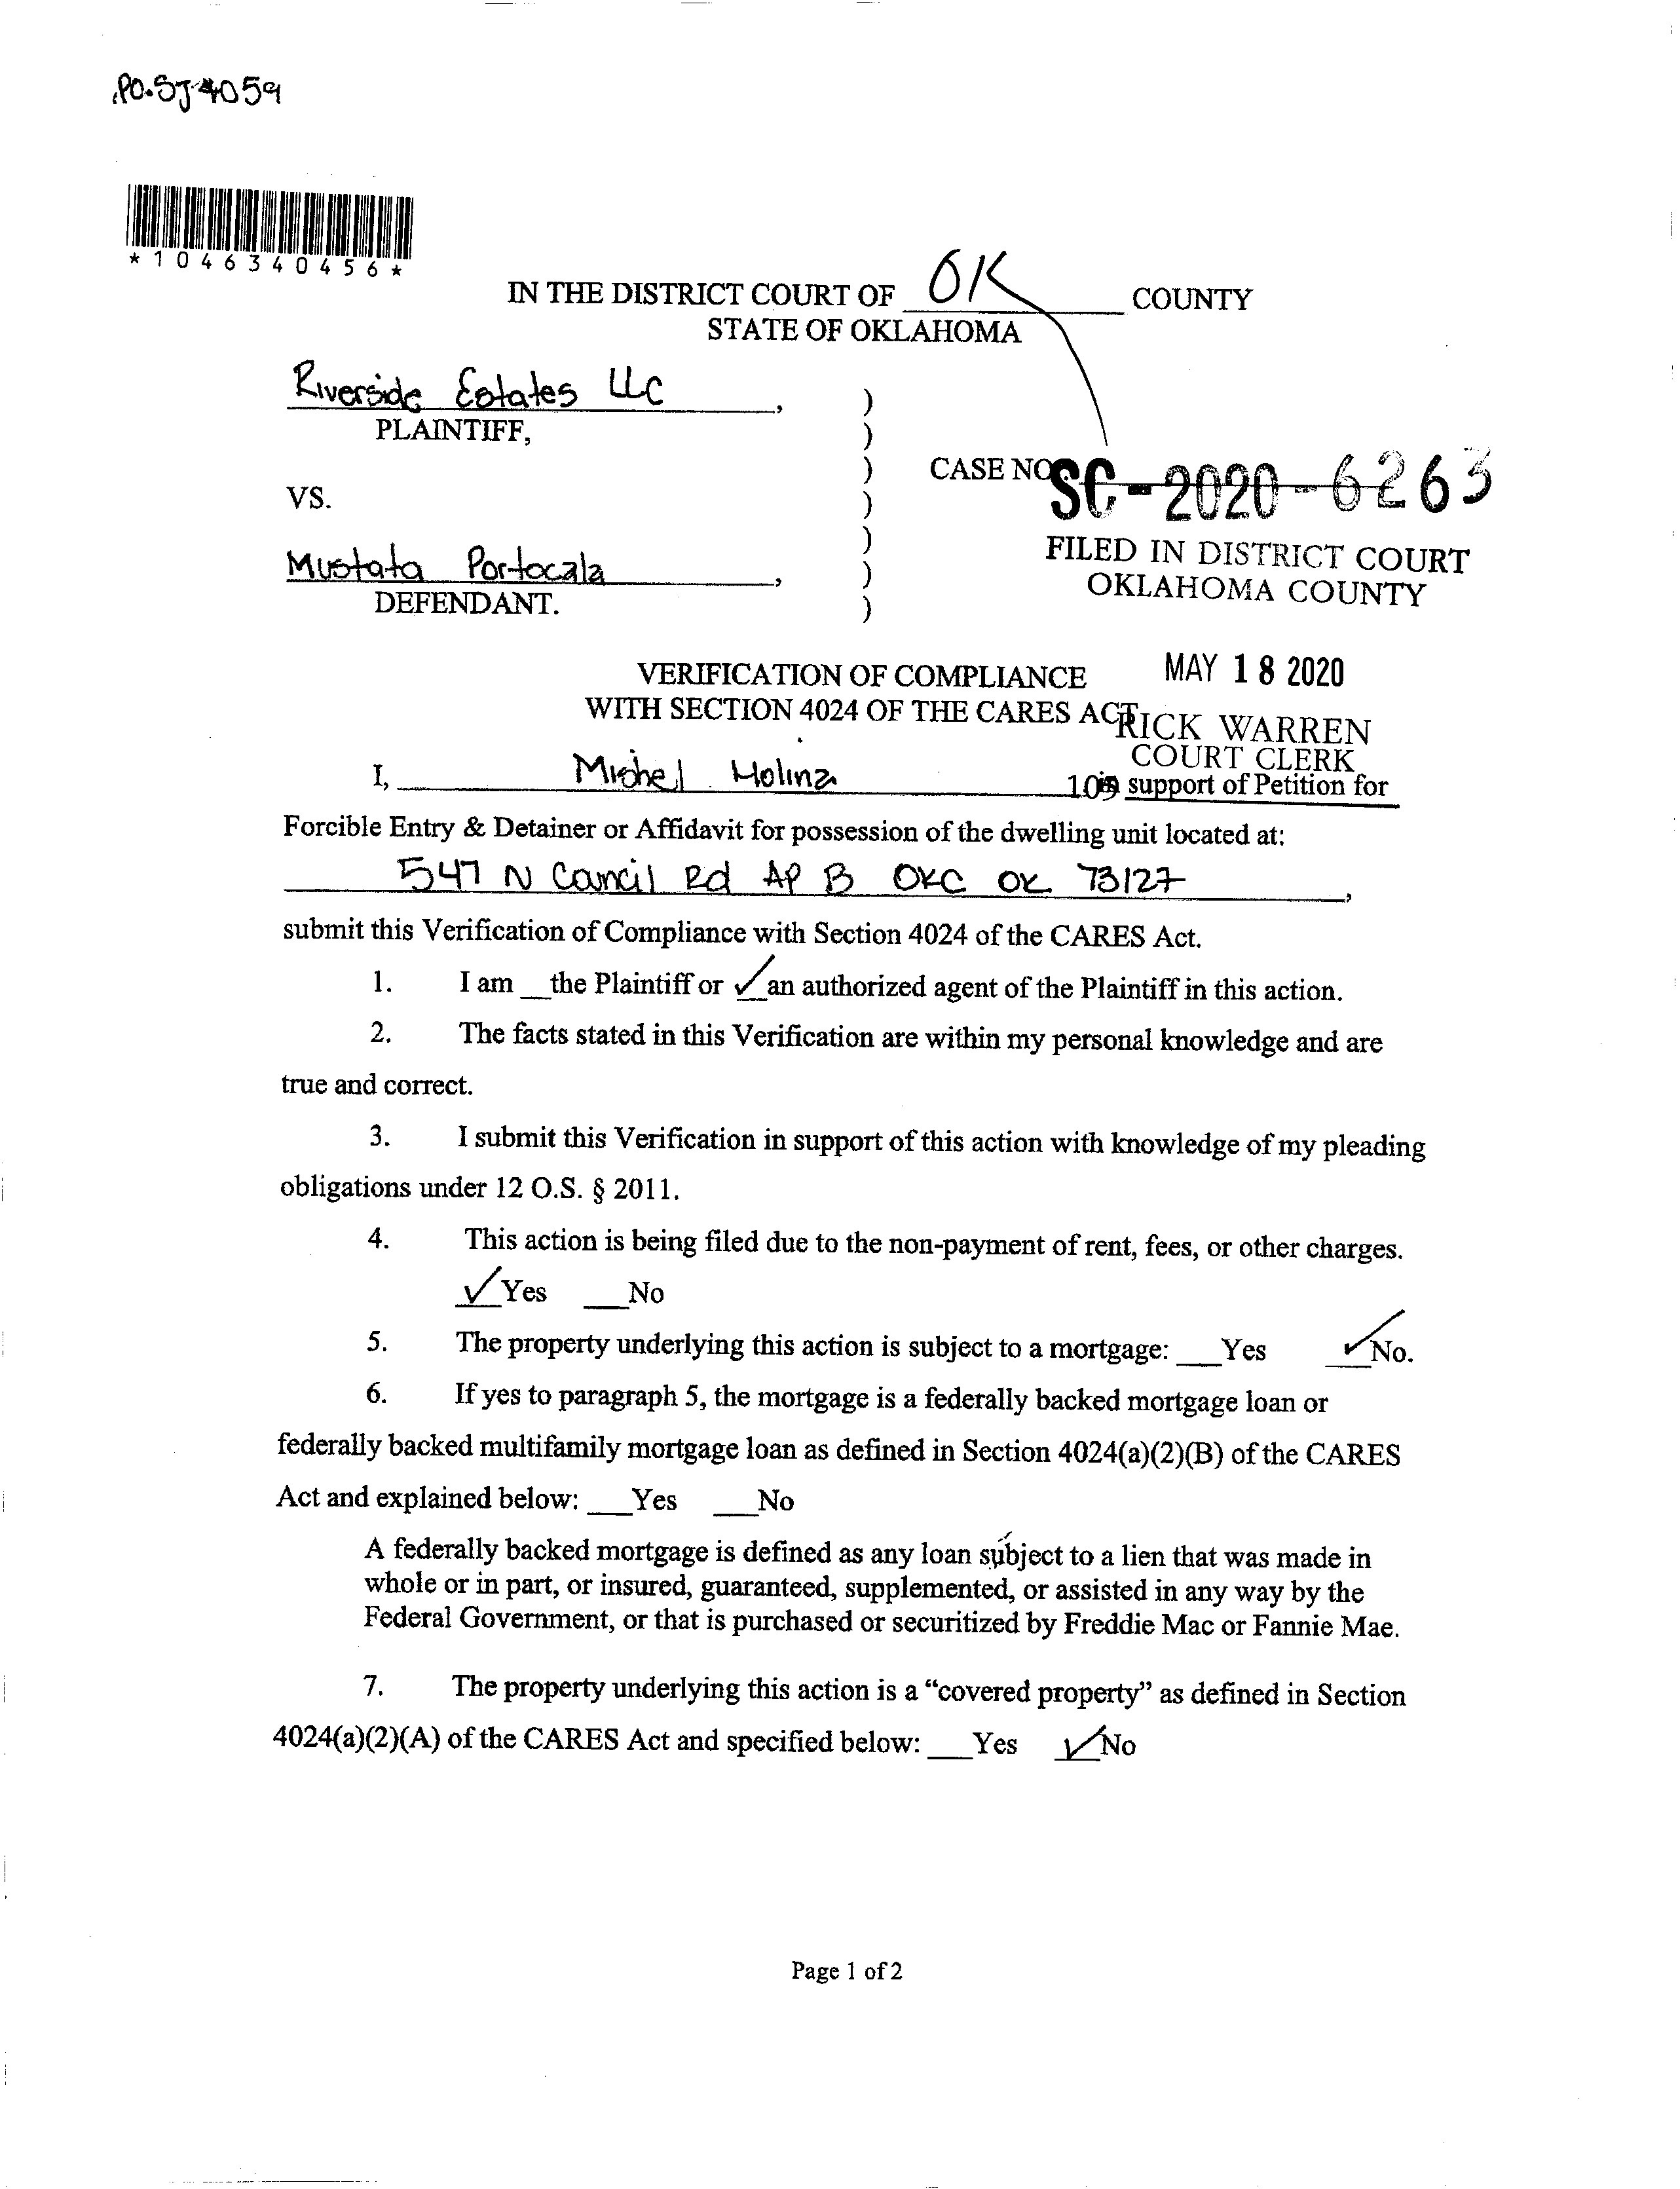 PO.SJ-4059
*1046340456*
IN THE DISTRICT COURT OF OK COUNTY
STATE OF OKLAHOMA
Riverside Estates LLC,
PLAINTIFF,
)
)
)
)
)
)
)
VS.
CASE NO. SC-2020-6263
Mustata Portocala,
DEFENDANT.
FILED IN DISTRICT COURT
OKLAHOMA COUNTY
MAY 18 2020
RICK WARREN
COURT CLERK
VERIFICATION OF COMPLIANCE
WITH SECTION 4024 OF THE CARES ACT
I, Michel Molina in support of Petition for
Forcible Entry & Detainer or Affidavit for possession of the dwelling unit located at:
547 N Council Rd AP B OKC OK 73127,
submit this Verification of Compliance with Section 4024 of the CARES Act.
1. I am __the Plaintiff or ✓ an authorized agent of the Plaintiff in this action.
2. The facts stated in this Verification are within my personal knowledge and are
true and correct.
3. I submit this Verification in support of this action with knowledge of my pleading
obligations under 12 O.S. § 2011.
4. This action is being filed due to the non-payment of rent, fees, or other charges.
✓ Yes ___No
5. The property underlying this action is subject to a mortgage: ___Yes ✓ No.
6. If yes to paragraph 5, the mortgage is a federally backed mortgage loan or
federally backed multifamily mortgage loan as defined in Section 4024(a)(2)(B) of the CARES
Act and explained below: ___Yes ___No
A federally backed mortgage is defined as any loan subject to a lien that was made in
whole or in part, or insured, guaranteed, supplemented, or assisted in any way by the
Federal Government, or that is purchased or securitized by Freddie Mac or Fannie Mae.
7. The property underlying this action is a “covered property” as defined in Section
4024(a)(2)(A) of the CARES Act and specified below: ___Yes ✓ No
Page 1 of 2